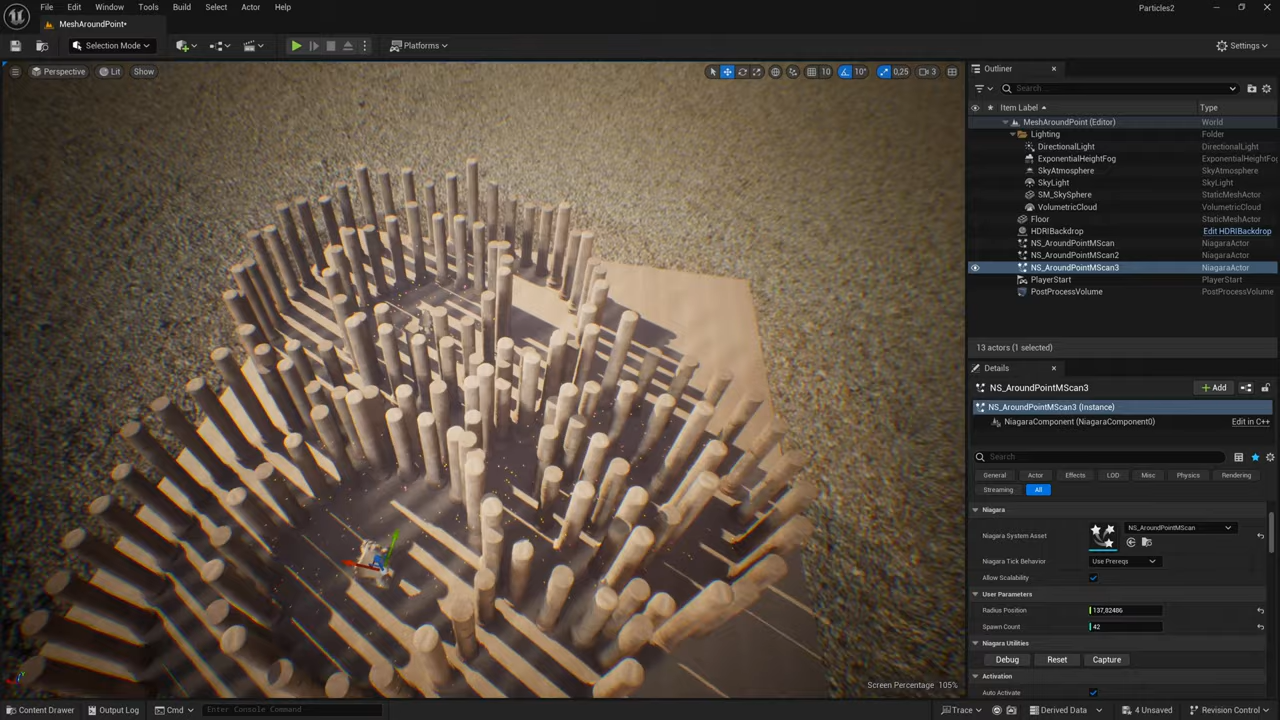 File Edit Window Tools Build Select Actor Help
Particles2
MeshAroundPoint*
Selection Mode
Platforms
Settings
Perspective Lit Show
10 10° 0,25 3
Outliner
Search
Item Label Type
MeshAroundPoint (Editor) World
Lighting Folder
DirectionalLight DirectionalLight
ExponentialHeightFog ExponentialHeightFo
SkyAtmosphere SkyAtmosphere
SkyLight SkyLight
SM_SkySphere StaticMeshActor
VolumetricCloud VolumetricCloud
Floor StaticMeshActor
HDRIBackdrop Edit HDRIBackdrop
NS_AroundPointMScan NiagaraActor
NS_AroundPointMScan2 NiagaraActor
NS_AroundPointMScan3 NiagaraActor
PlayerStart PlayerStart
PostProcessVolume PostProcessVolume
13 actors (1 selected)
Details
NS_AroundPointMScan3
Add
NS_AroundPointMScan3 (Instance)
NiagaraComponent (NiagaraComponent0) Edit in C++
Search
General Actor Effects LOD Misc Physics Rendering
Streaming All
Niagara
Niagara System Asset NS_AroundPointMScan
Niagara Tick Behavior Use Prereqs
Allow Scalability
User Parameters
Radius Position 137,82486
Spawn Count 42
Niagara Utilities
Debug Reset Capture
Activation
Auto Activate
Screen Percentage 105%
Content Drawer Output Log Cmd Enter Console Command
Trace Derived Data 4 Unsaved Revision Control